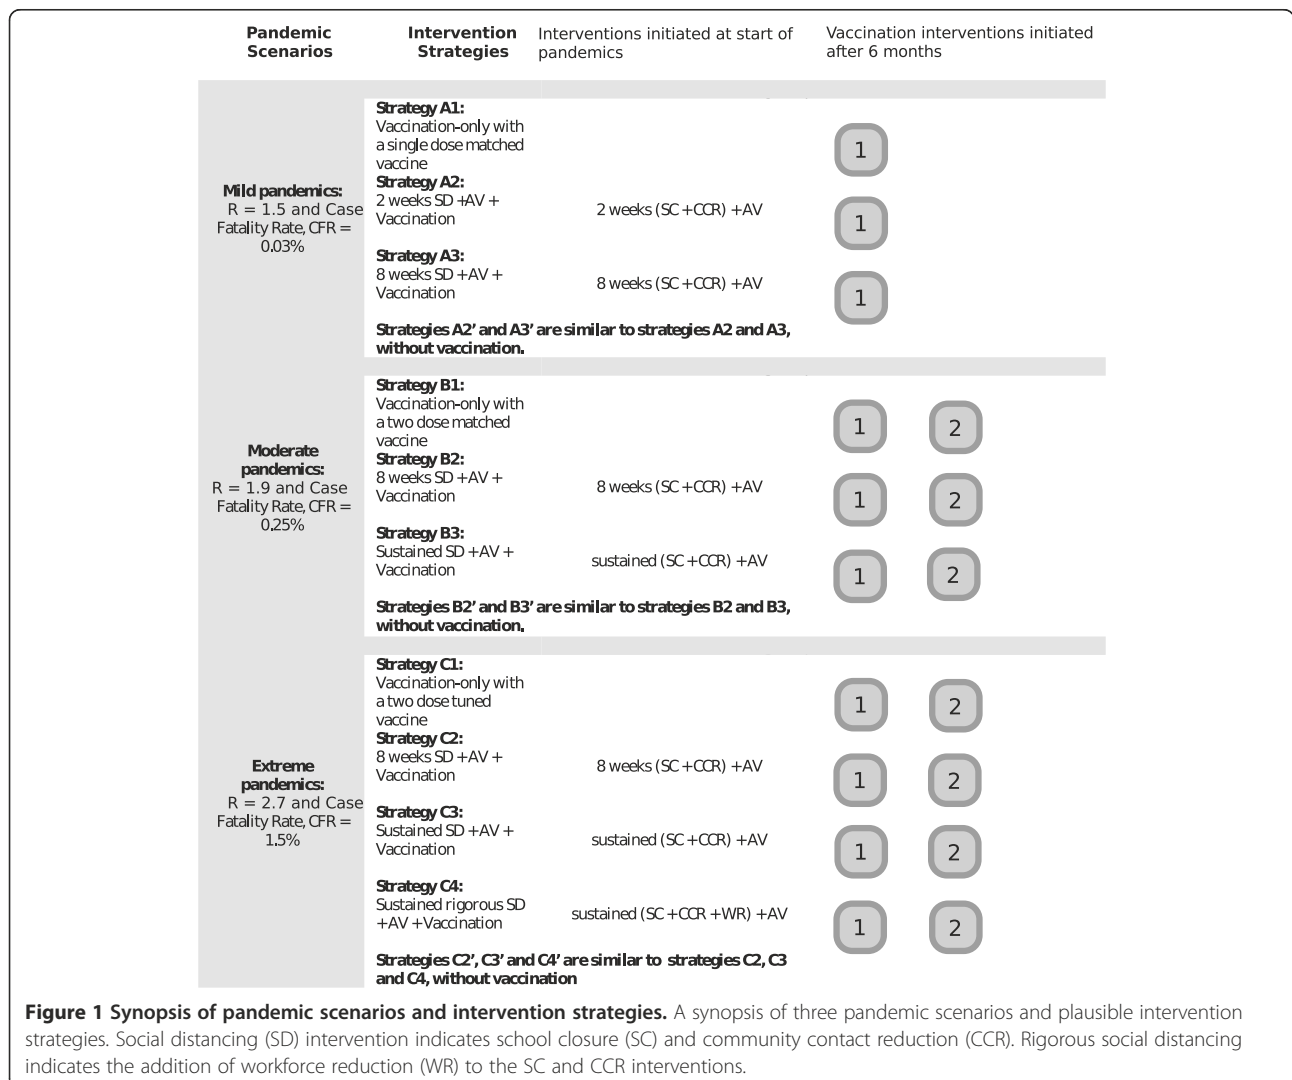 Pandemic Scenarios
Intervention Strategies
Interventions initiated at start of pandemics
Vaccination interventions initiated after 6 months
Mild pandemics:
R = 1.5 and Case
Fatality Rate, CFR =
0.03%
Strategy A1:
Vaccination-only with
a single dose matched
vaccine
1
Strategy A2:
2 weeks SD +AV +
Vaccination
2 weeks (SC + CCR) + AV
1
Strategy A3:
8 weeks SD + AV +
Vaccination
8 weeks (SC + CCR) + AV
1
Strategies A2' and A3' are similar to strategies A2 and A3,
without vaccination.
Moderate
pandemics:
R = 1.9 and Case
Fatality Rate, CFR =
0.25%
Strategy B1:
Vaccination-only with
a two dose matched
vaccine
1 2
Strategy B2:
8 weeks SD + AV +
Vaccination
8 weeks (SC + CCR) + AV
1 2
Strategy B3:
Sustained SD + AV +
Vaccination
sustained (SC + CCR) + AV
1 2
Strategies B2' and B3' are similar to strategies B2 and B3,
without vaccination.
Extreme
pandemics:
R = 2.7 and Case
Fatality Rate, CFR =
1.5%
Strategy C1:
Vaccination-only with
a two dose tuned
vaccine
1 2
Strategy C2:
8 weeks SD + AV +
Vaccination
8 weeks (SC + CCR) + AV
1 2
Strategy C3:
Sustained SD + AV +
Vaccination
sustained (SC + CCR) + AV
1 2
Strategy C4:
Sustained rigorous SD
+ AV + Vaccination
sustained (SC + CCR + WR) + AV
1 2
Strategies C2', C3' and C4' are similar to strategies C2, C3
and C4, without vaccination
Figure 1 Synopsis of pandemic scenarios and intervention strategies. A synopsis of three pandemic scenarios and plausible intervention
strategies. Social distancing (SD) intervention indicates school closure (SC) and community contact reduction (CCR). Rigorous social distancing
indicates the addition of workforce reduction (WR) to the SC and CCR interventions.